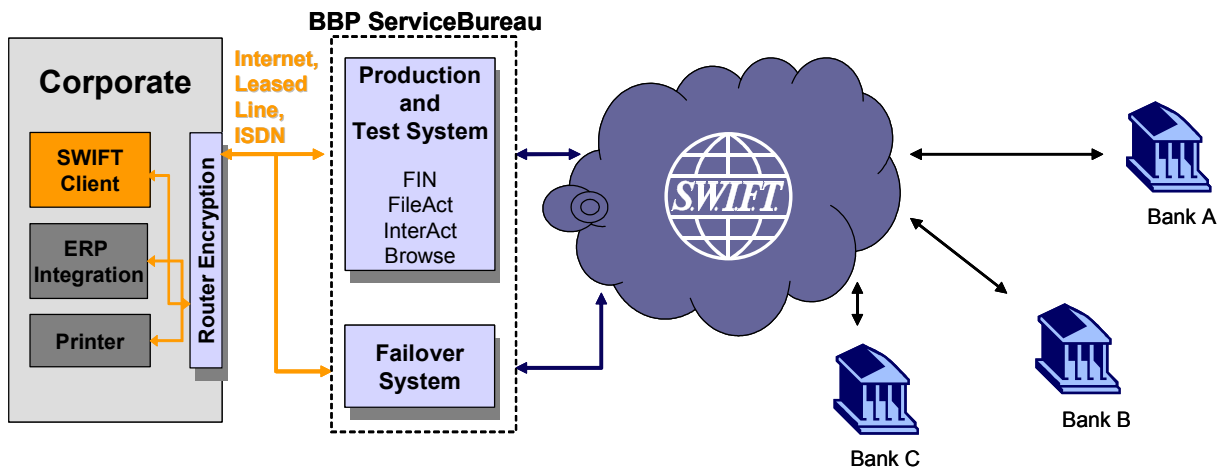 BBP ServiceBureau
Corporate
SWIFT
Client
ERP
Integration
Printer
Router Encryption
Internet,
Leased
Line,
ISDN
Production
and
Test System
FIN
FileAct
InterAct
Browse
Failover
System
S.W.I.F.T.
Bank A
Bank B
Bank C